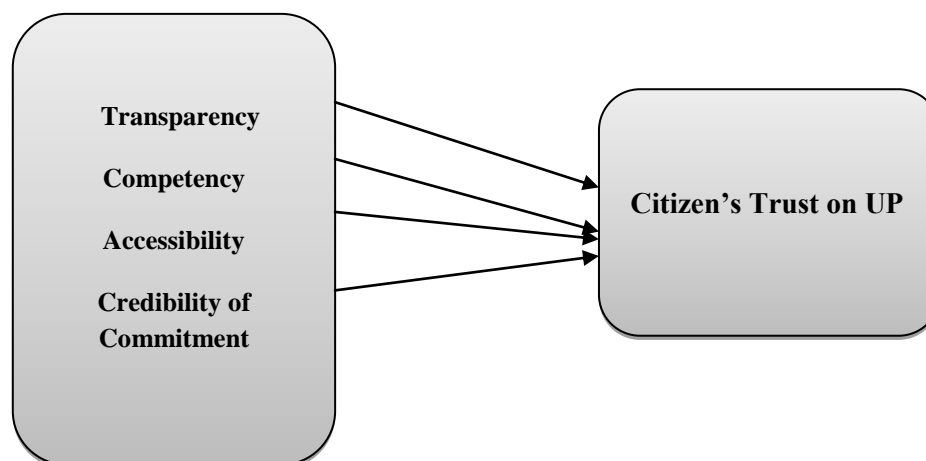 Transparency
Competency
Accessibility
Credibility of
Commitment
Citizen’s Trust on UP